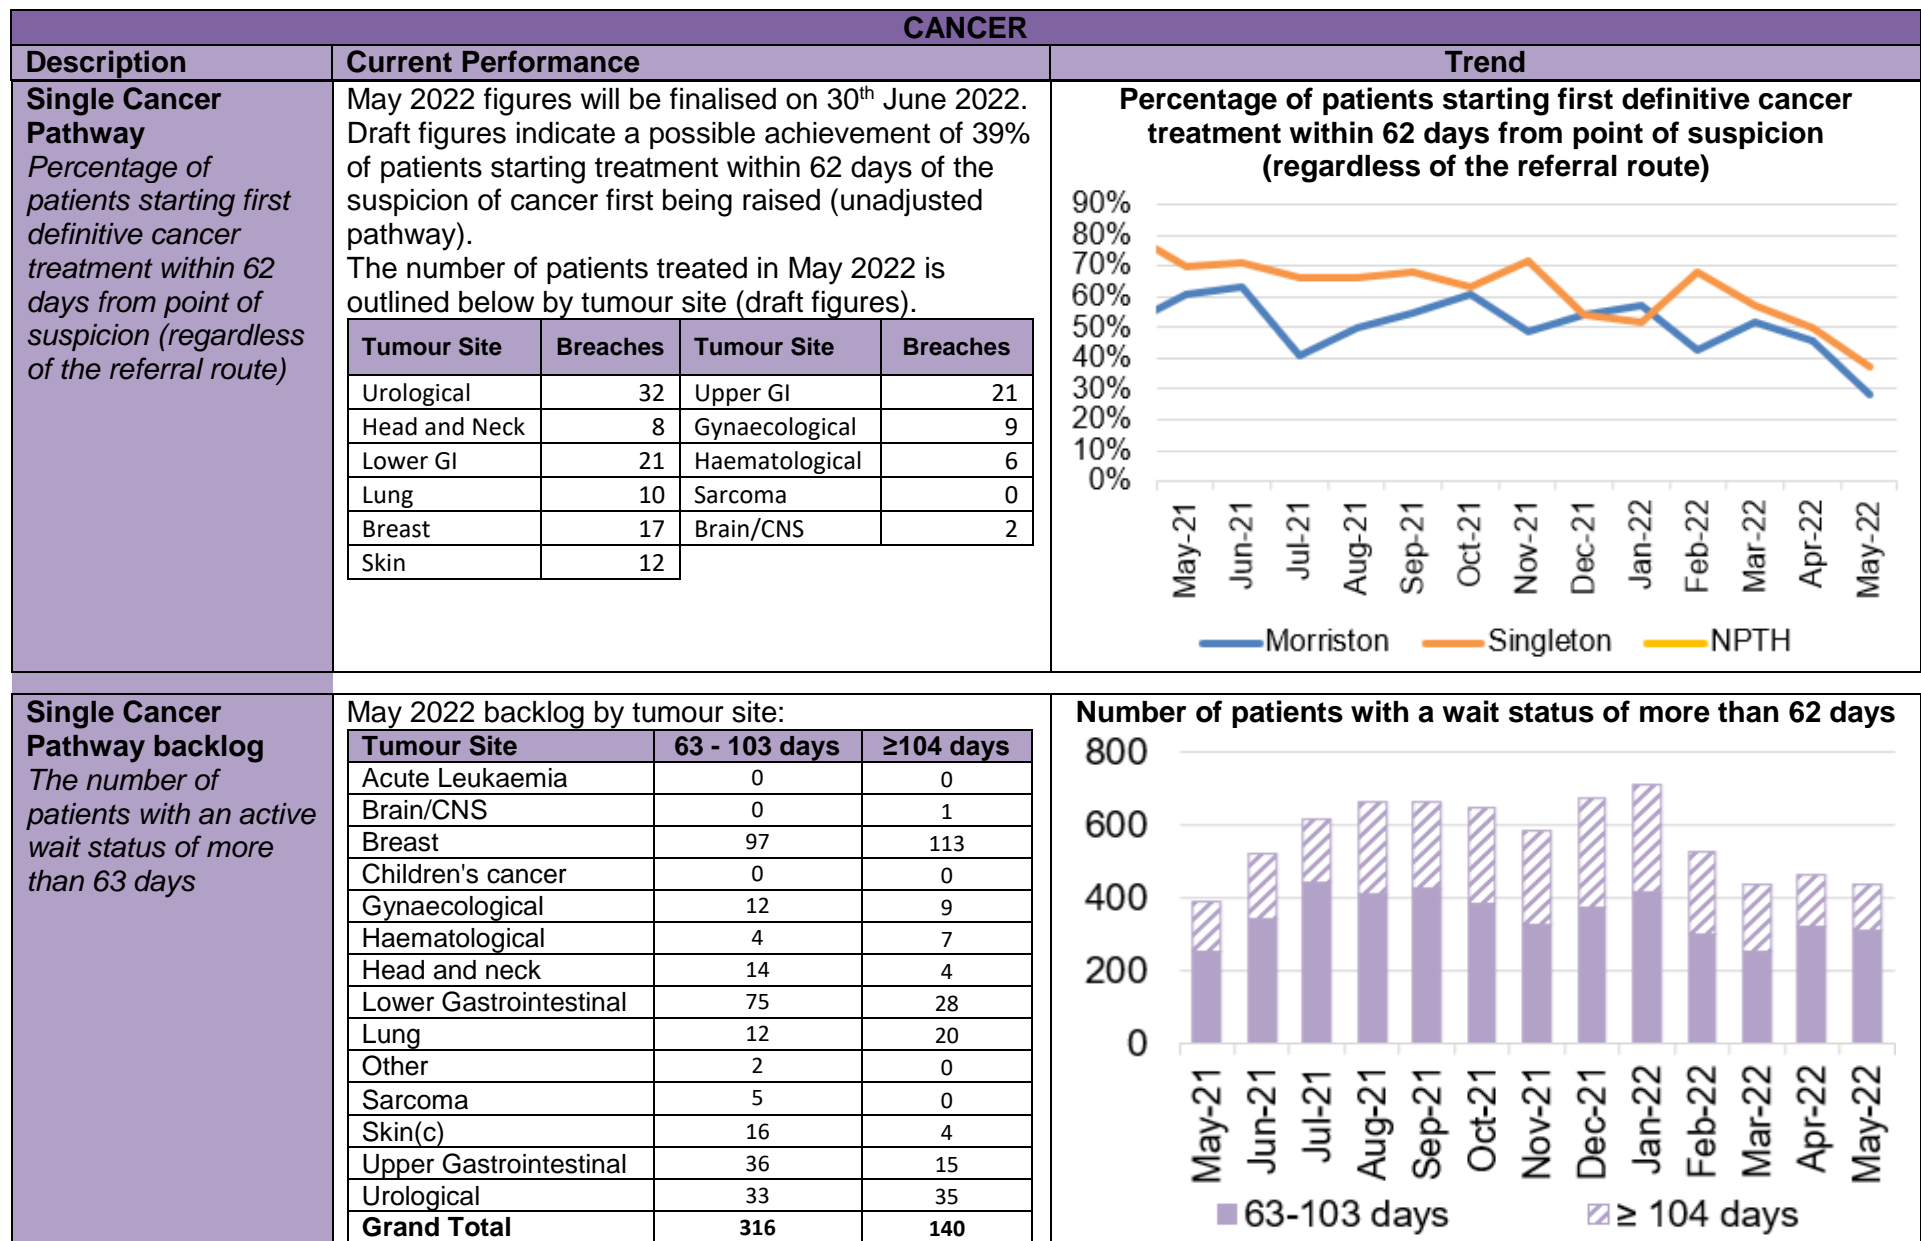 CANCER
Description Current Performance Trend
Single Cancer
Pathway
Percentage of
patients starting first
definitive cancer
treatment within 62
days from point of
suspicion (regardless
of the referral route)
May 2022 figures will be finalised on 30th June 2022.
Draft figures indicate a possible achievement of 39%
of patients starting treatment within 62 days of the
suspicion of cancer first being raised (unadjusted
pathway).
The number of patients treated in May 2022 is
outlined below by tumour site (draft figures).
Tumour Site Breaches Tumour Site Breaches
Urological 32 Upper GI 21
Head and Neck 8 Gynaecological 9
Lower GI 21 Haematological 6
Lung 10 Sarcoma 0
Breast 17 Brain/CNS 2
Skin 12
Percentage of patients starting first definitive cancer
treatment within 62 days from point of suspicion
(regardless of the referral route)
90%
80%
70%
60%
50%
40%
30%
20%
10%
0%
May-21 Jun-21 Jul-21 Aug-21 Sep-21 Oct-21 Nov-21 Dec-21 Jan-22 Feb-22 Mar-22 Apr-22 May-22
Morriston Singleton NPTH
Single Cancer
Pathway backlog
The number of
patients with an active
wait status of more
than 63 days
May 2022 backlog by tumour site:
Tumour Site 63 - 103 days ≥104 days
Acute Leukaemia 0 0
Brain/CNS 0 1
Breast 97 113
Children's cancer 0 0
Gynaecological 12 9
Haematological 4 7
Head and neck 14 4
Lower Gastrointestinal 75 28
Lung 12 20
Other 2 0
Sarcoma 5 0
Skin(c) 16 4
Upper Gastrointestinal 36 15
Urological 33 35
Grand Total 316 140
Number of patients with a wait status of more than 62 days
800
600
400
200
0
May-21 Jun-21 Jul-21 Aug-21 Sep-21 Oct-21 Nov-21 Dec-21 Jan-22 Feb-22 Mar-22 Apr-22 May-22
63-103 days ≥ 104 days